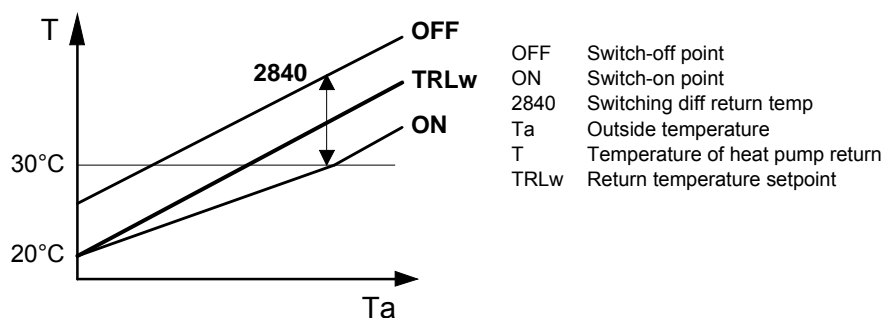 T
OFF
2840
TRLw
ON
30°C
20°C
Ta
OFF Switch-off point
ON Switch-on point
2840 Switching diff return temp
Ta Outside temperature
T Temperature of heat pump return
TRLw Return temperature setpoint